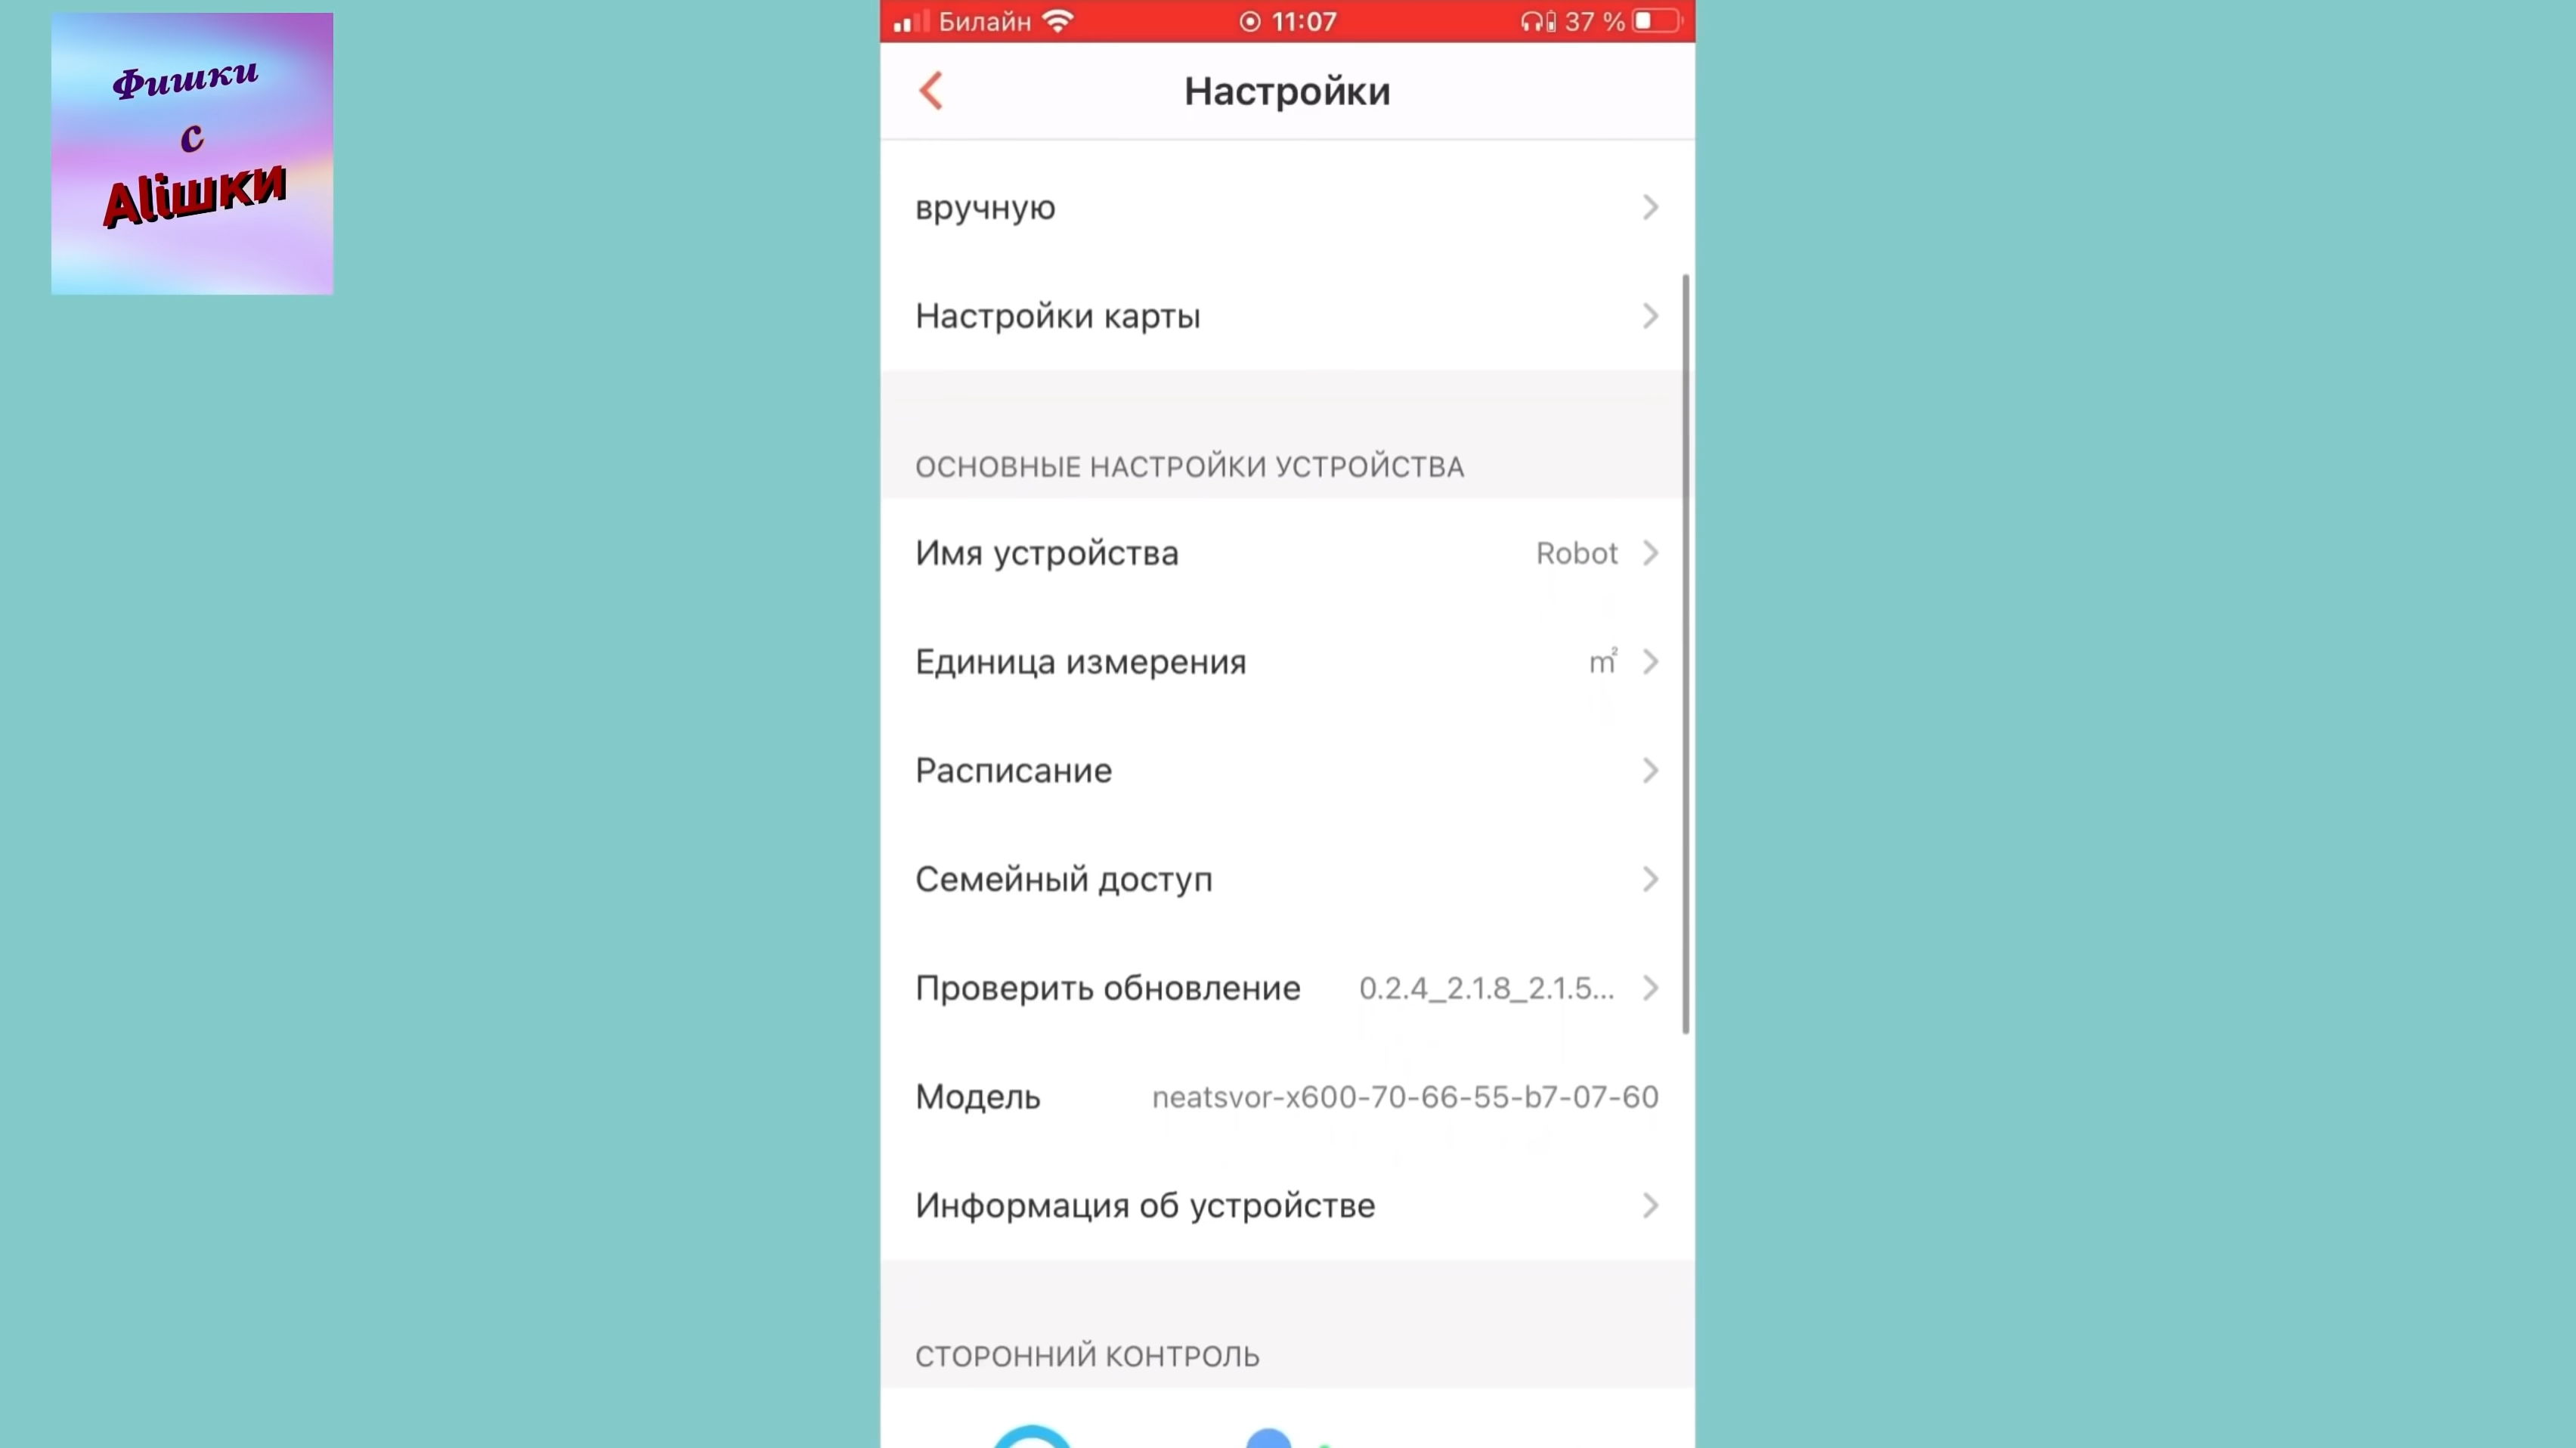 Фишки
с
Aliшки
Билайн 11:07 37 %
Настройки
вручную
Настройки карты
ОСНОВНЫЕ НАСТРОЙКИ УСТРОЙСТВА
Имя устройства Robot
Единица измерения m²
Расписание
Семейный доступ
Проверить обновление 0.2.4_2.1.8_2.1.5...
Модель neatsvor-x600-70-66-55-b7-07-60
Информация об устройстве
СТОРОННИЙ КОНТРОЛЬ